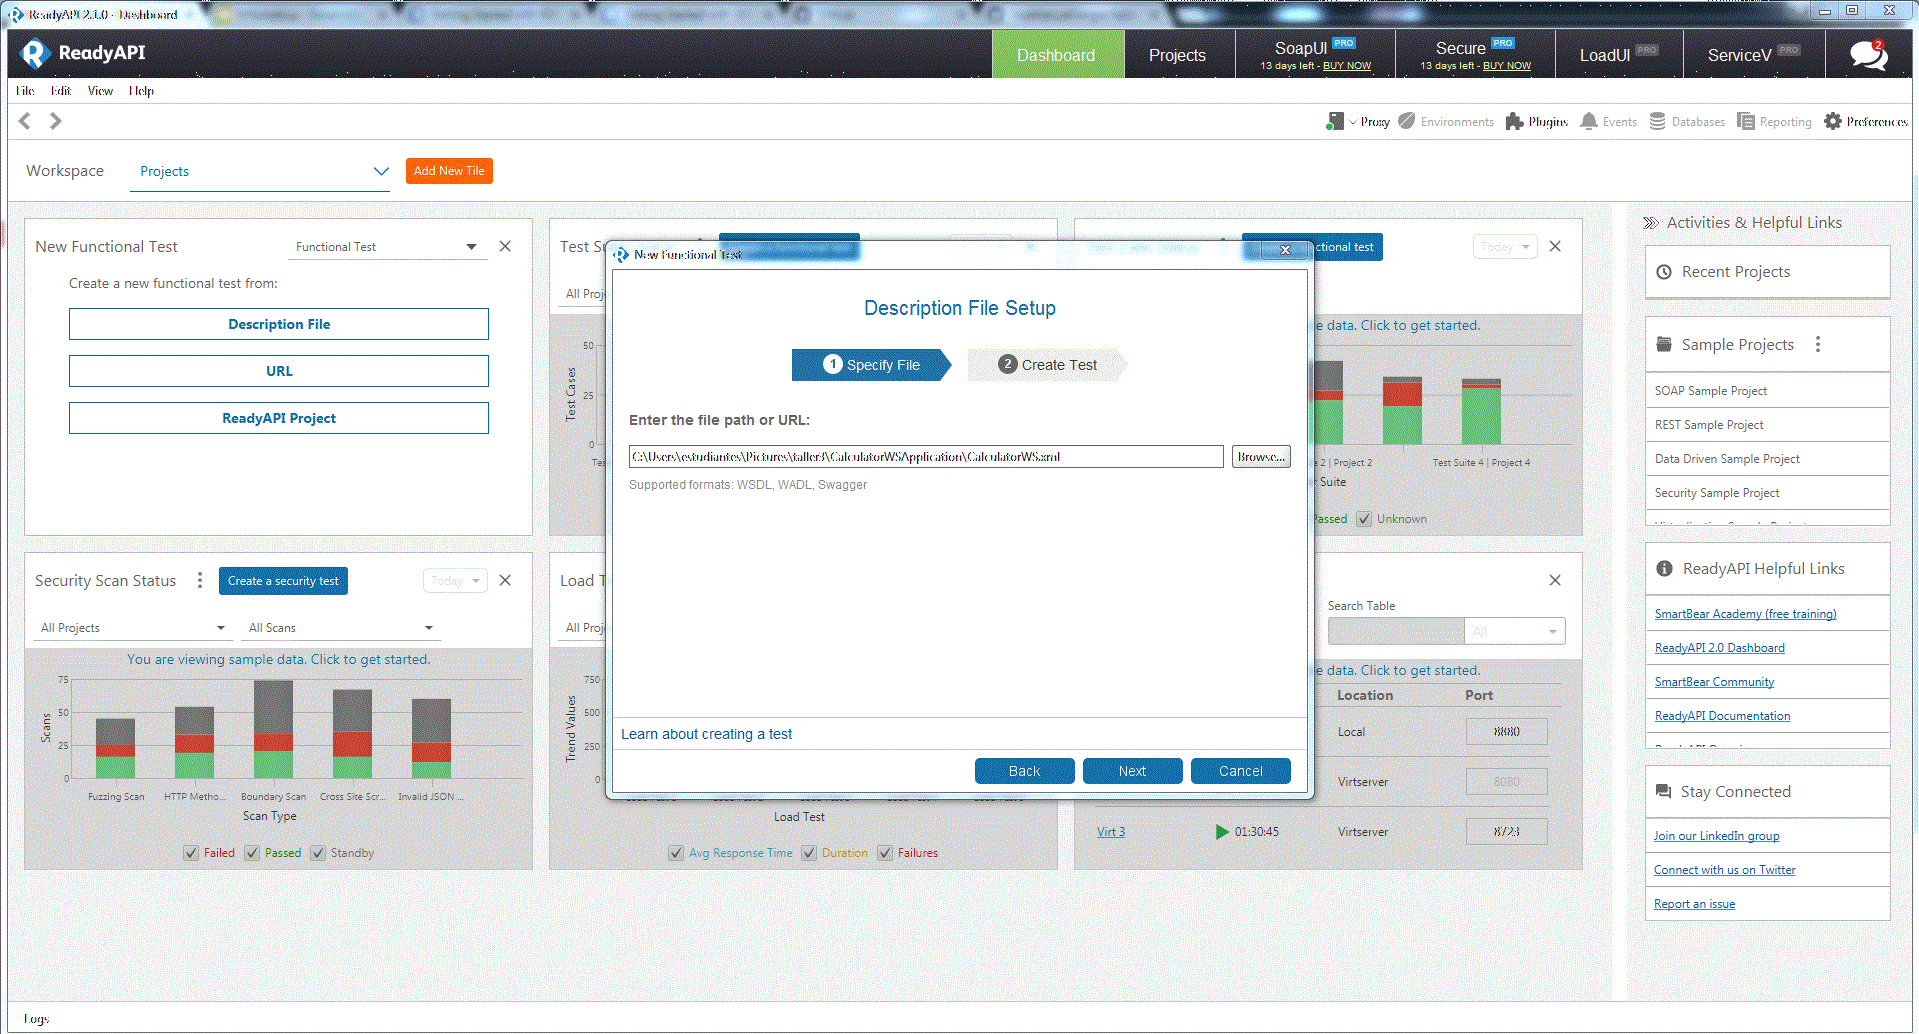 ReadyAPI 2.1.0 - Dashboard
ReadyAPI
Dashboard
Projects
SoapUI PRO
13 days left - BUY NOW
Secure PRO
13 days left - BUY NOW
LoadUI PRO
ServiceV PRO
2
File Edit View Help
Proxy Environments Plugins Events Databases Reporting Preferences
Workspace Projects Add New Tile
New Functional Test
Functional Test
Create a new functional test from:
Description File
URL
ReadyAPI Project
Test Su
All Proj
50
25
0
Test Cases
Tes
New Functional Test
Description File Setup
1 Specify File
2 Create Test
Enter the file path or URL:
C:\Users\estudiantes\Pictures\taller3\CalculatorWSApplication\CalculatorWS.xml
Browse...
Supported formats: WSDL, WADL, Swagger
Learn about creating a test
Back
Next
Cancel
ctional test
Today
e data. Click to get started.
2 | Project 2
Test Suite 4 | Project 4
Suite
Passed
Unknown
Security Scan Status
Create a security test
Today
All Projects
All Scans
You are viewing sample data. Click to get started.
75
50
25
0
Scans
Fuzzing Scan
HTTP Metho...
Boundary Scan
Cross Site Scr...
Invalid JSON ...
Scan Type
Failed Passed Standby
Load T
All Proj
750
500
250
0
Trend Values
Load Test
Avg Response Time Duration Failures
Search Table
All
e data. Click to get started.
Location Port
Local 8080
Virtserver 8080
Virt 3 01:30:45 Virtserver 8723
Activities & Helpful Links
Recent Projects
Sample Projects
SOAP Sample Project
REST Sample Project
Data Driven Sample Project
Security Sample Project
ReadyAPI Helpful Links
SmartBear Academy (free training)
ReadyAPI 2.0 Dashboard
SmartBear Community
ReadyAPI Documentation
Stay Connected
Join our LinkedIn group
Connect with us on Twitter
Report an issue
Logs